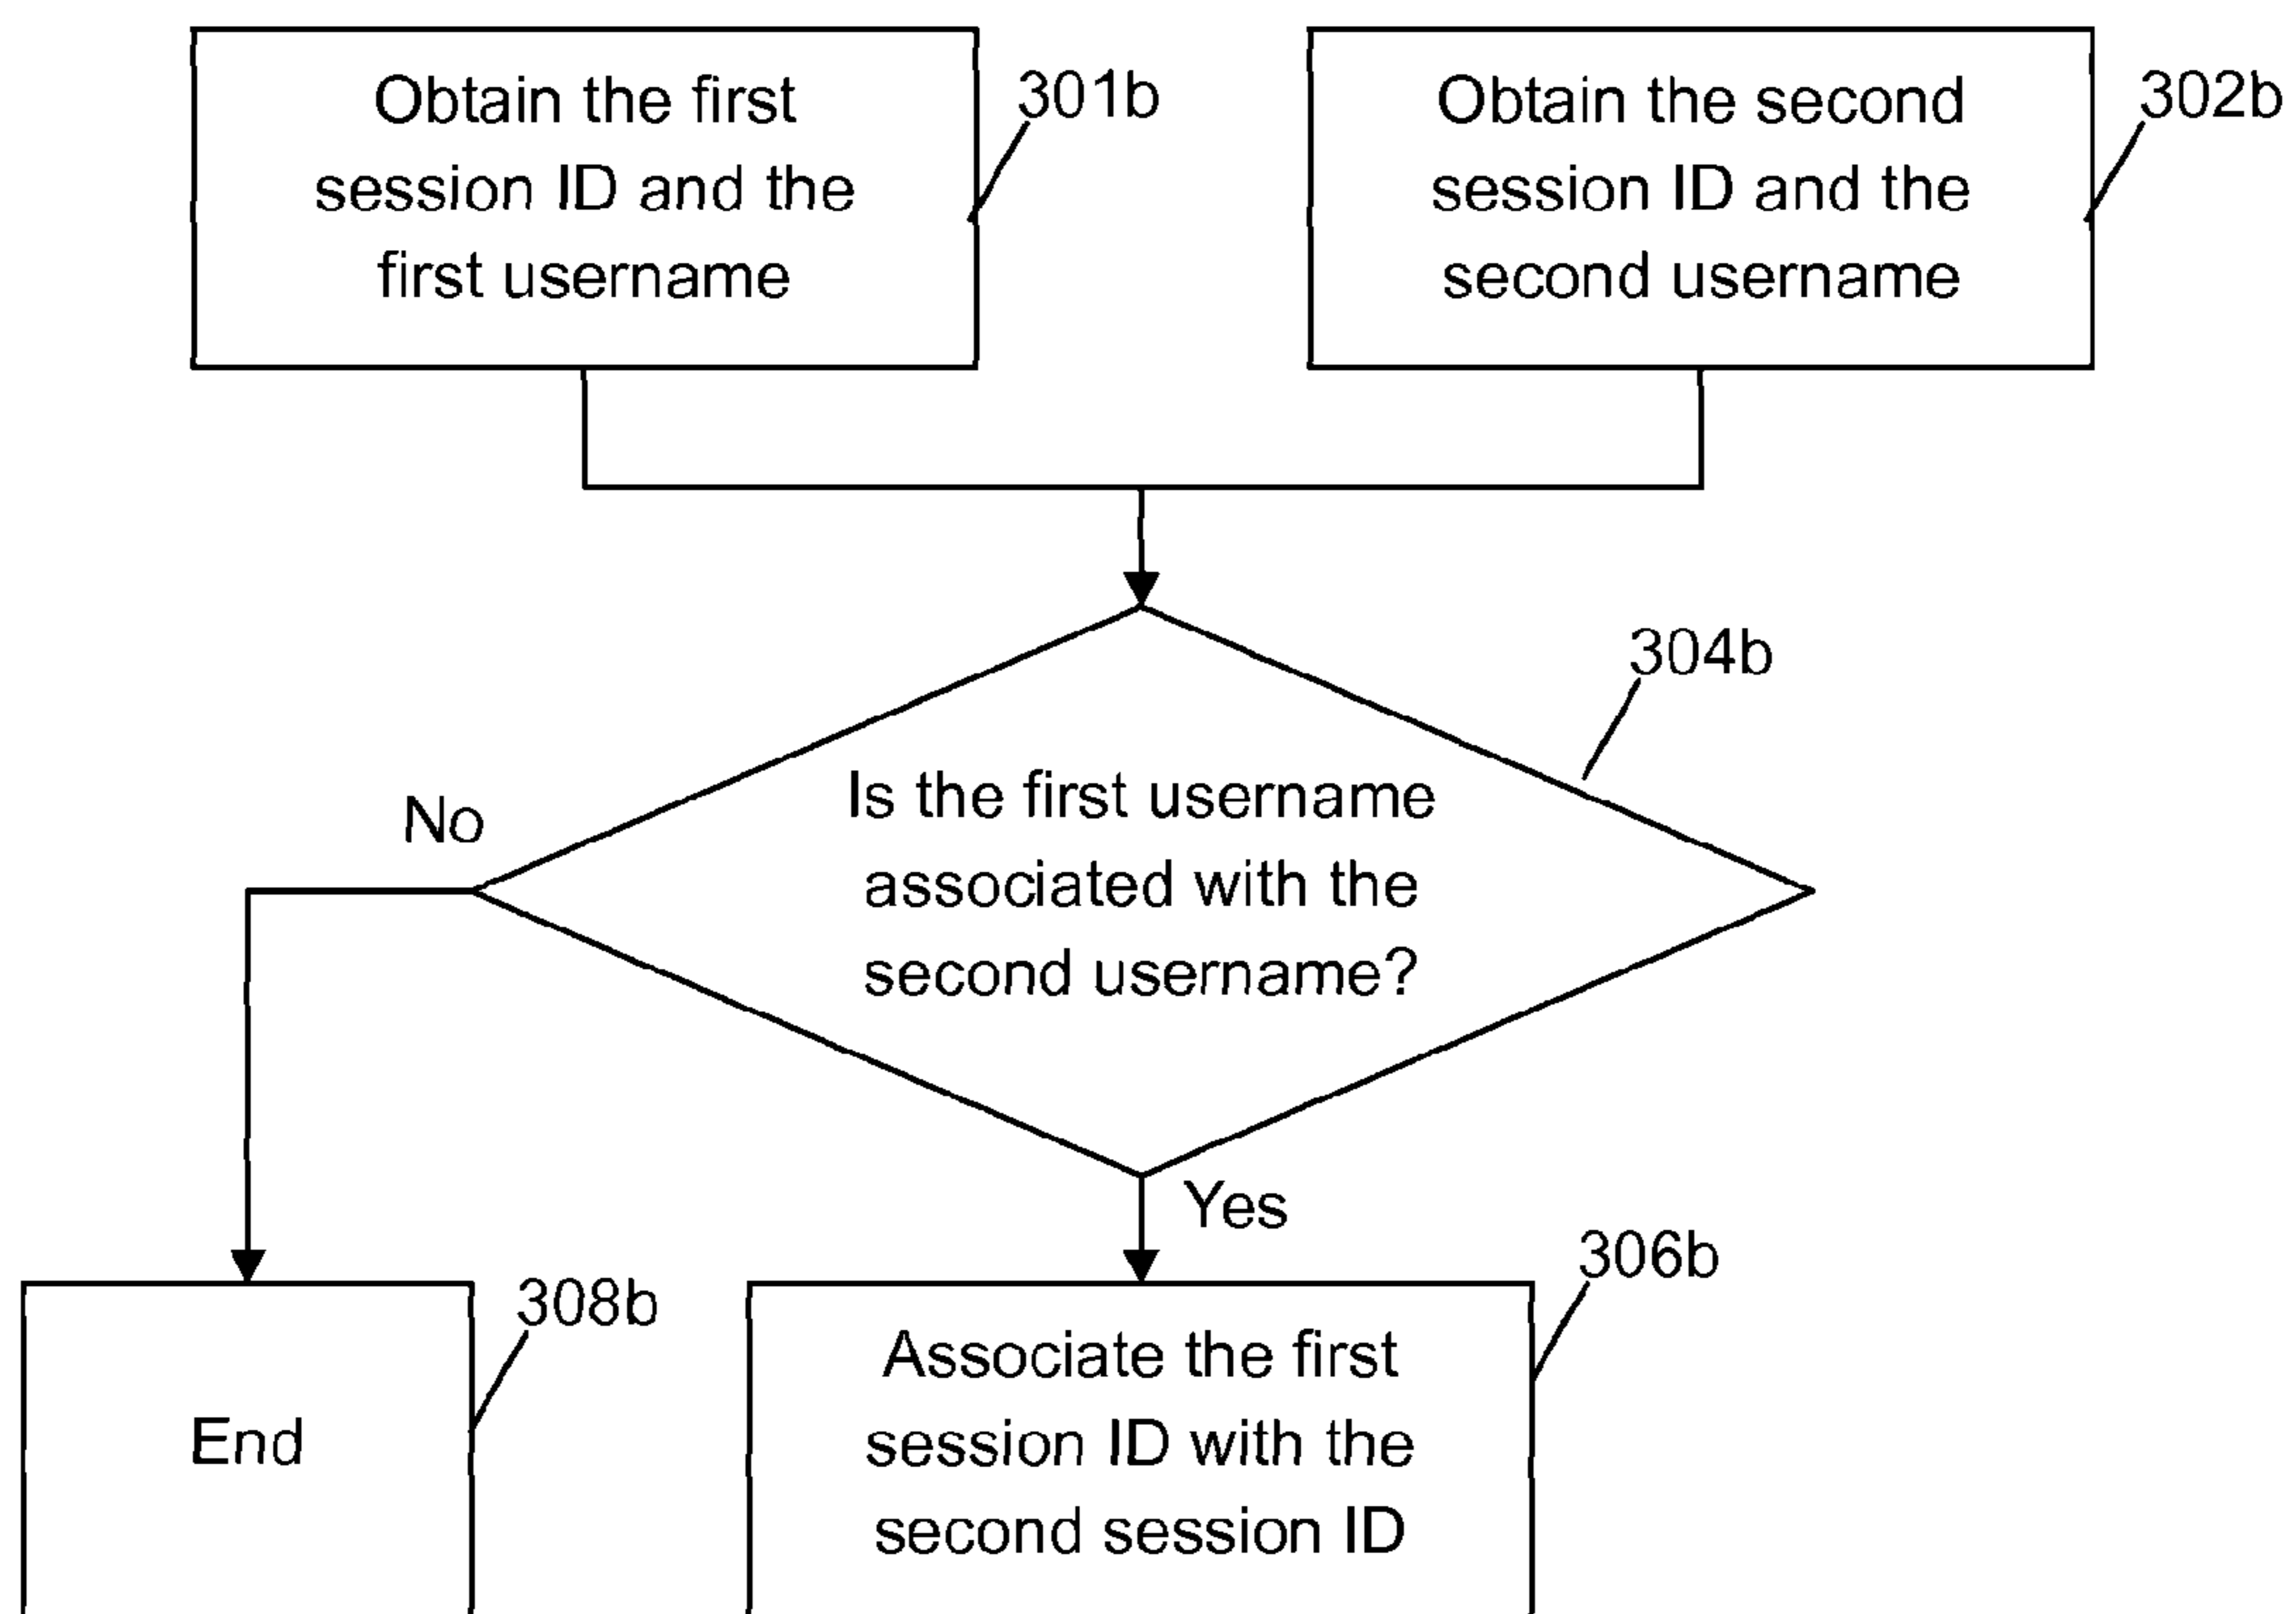 Obtain the first
session ID and the
first username
301b
Obtain the second
session ID and the
second username
302b
304b
Is the first username
associated with the
second username?
No
Yes
308b
End
306b
Associate the first
session ID with the
second session ID